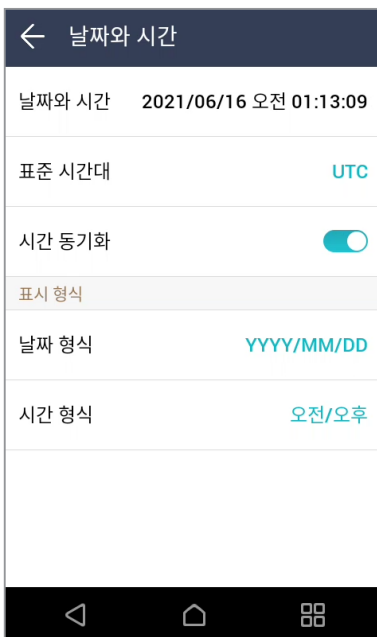 날짜와 시간
날짜와 시간 2021/06/16 오전 01:13:09
표준 시간대 UTC
시간 동기화
표시 형식
날짜 형식 YYYY/MM/DD
시간 형식 오전/오후